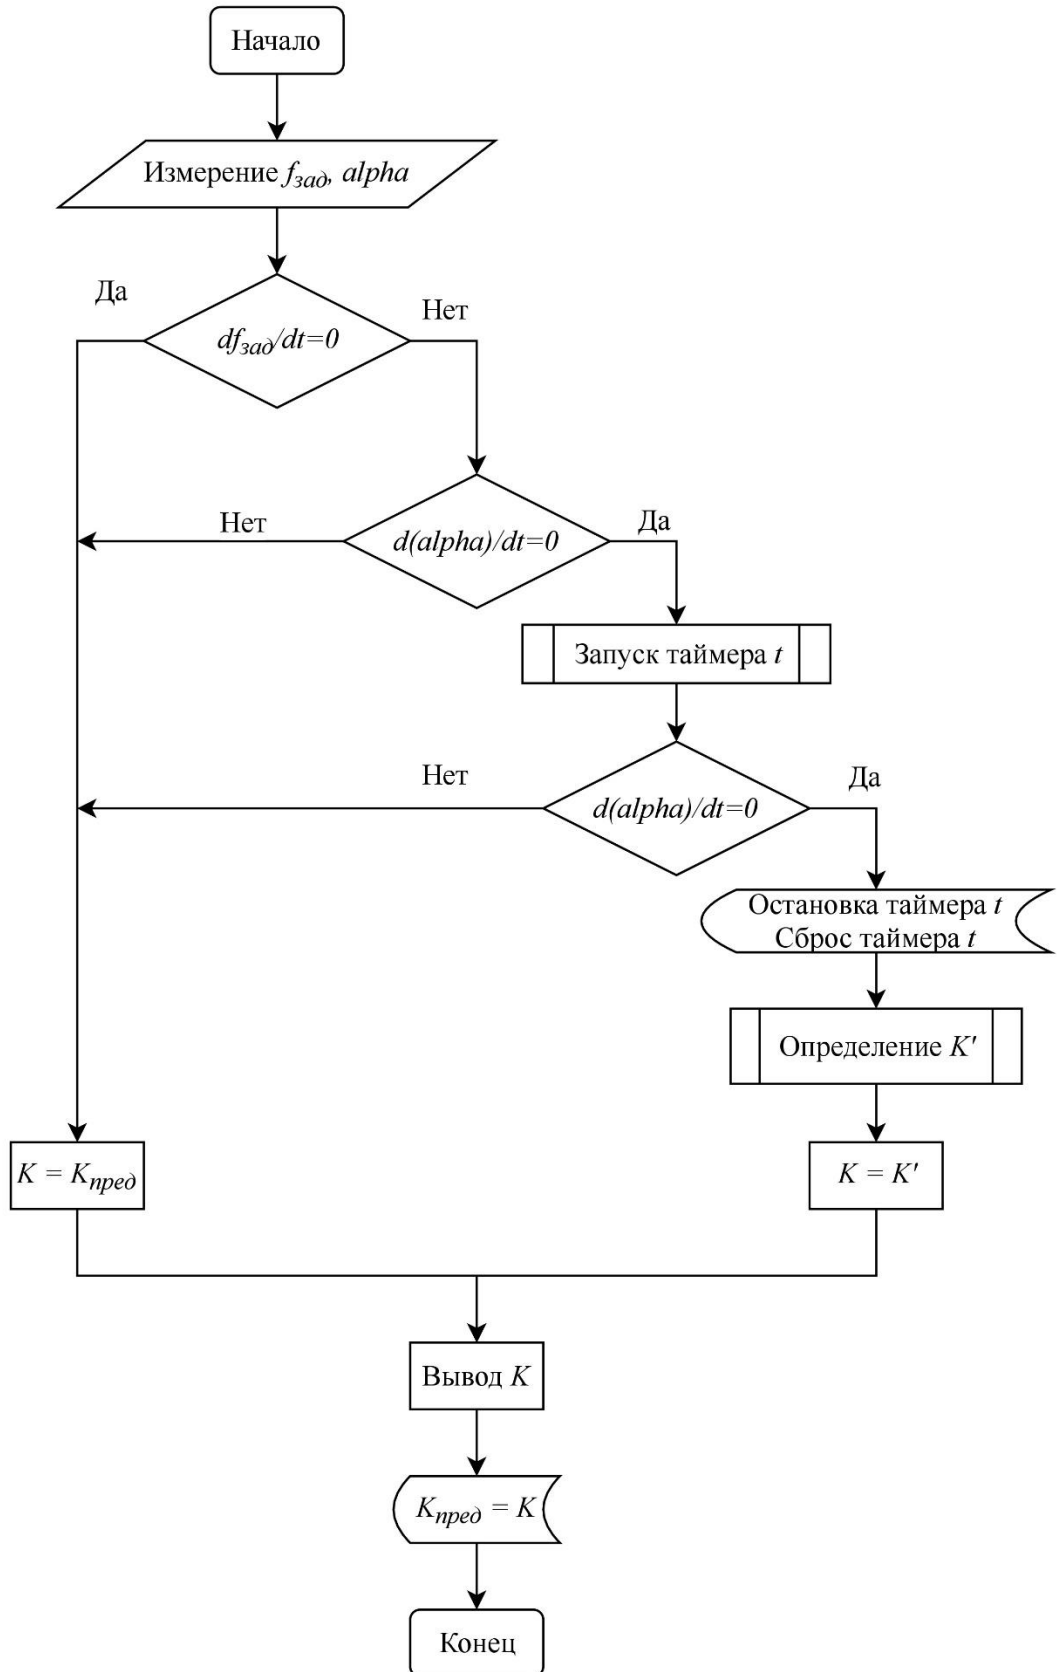 Начало
Измерение fзад, alpha
Да
Нет
dfзад/dt=0
Нет
Да
d(alpha)/dt=0
Запуск таймера t
Нет
Да
d(alpha)/dt=0
Остановка таймера t
Сброс таймера t
Определение K'
K = Kпред
K = K'
Вывод K
Kпред = K
Конец